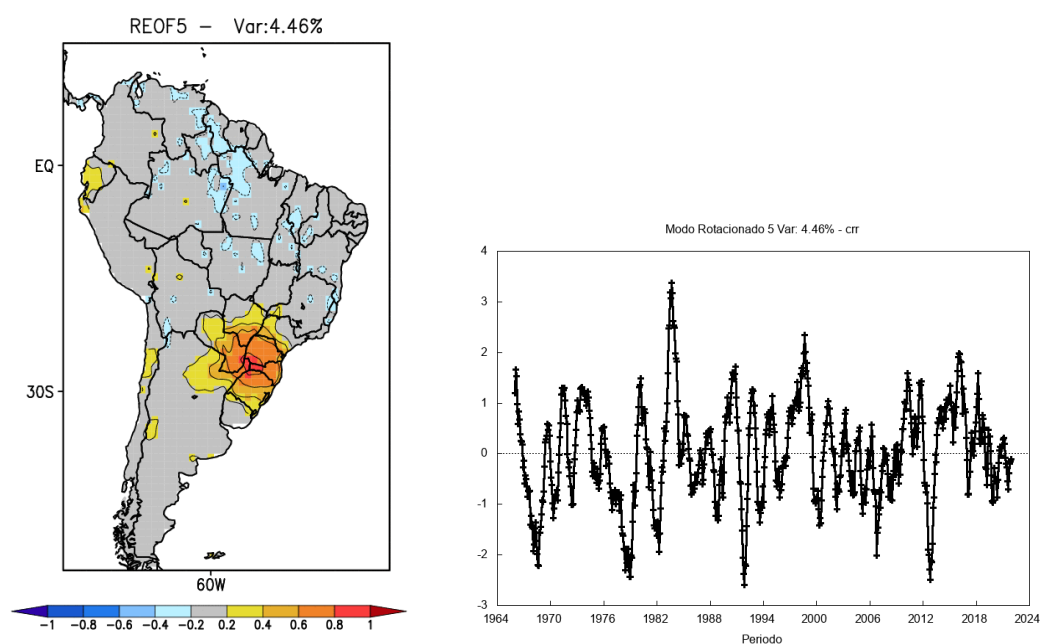 REOF5 – Var:4.46%
EQ
30S
60W
-1 -0.8 -0.6 -0.4 -0.2 0.2 0.4 0.6 0.8 1
Modo Rotacionado 5 Var: 4.46% - crr
4
3
2
1
0
-1
-2
-3
1964 1970 1976 1982 1988 1994 2000 2006 2012 2018 2024
Periodo